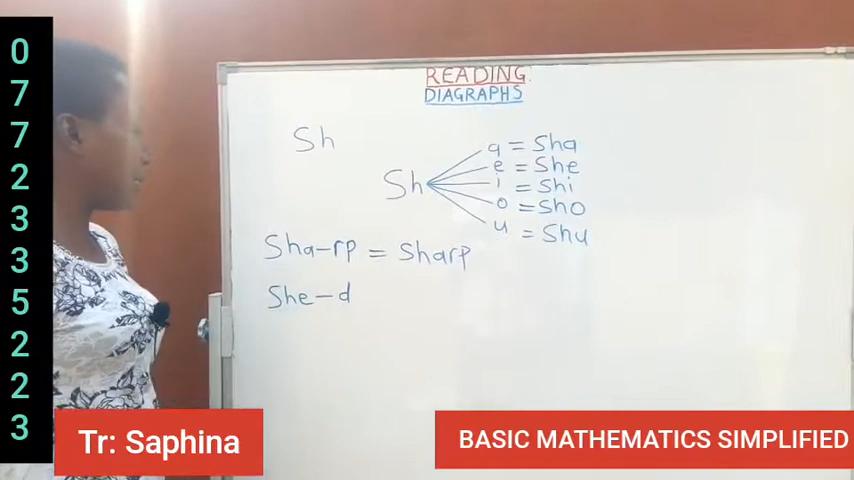 0
7
7
2
3
3
5
2
2
3
READING
DIAGRAPHS
Sh
Sh
a = Sha
e = She
i = Shi
o = Sho
u = Shu
Sha-rp = Sharp
She-d
Tr: Saphina
BASIC MATHEMATICS SIMPLIFIED